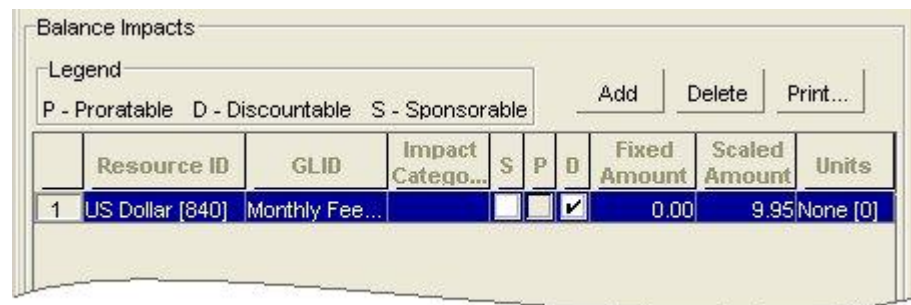 Balance Impacts
Legend
P - Proratable D - Discountable S - Sponsorable
Add Delete Print...
Resource ID GLID Impact Catego... S P D Fixed Amount Scaled Amount Units
1 US Dollar [840] Monthly Fee... 0.00 9.95 None [0]